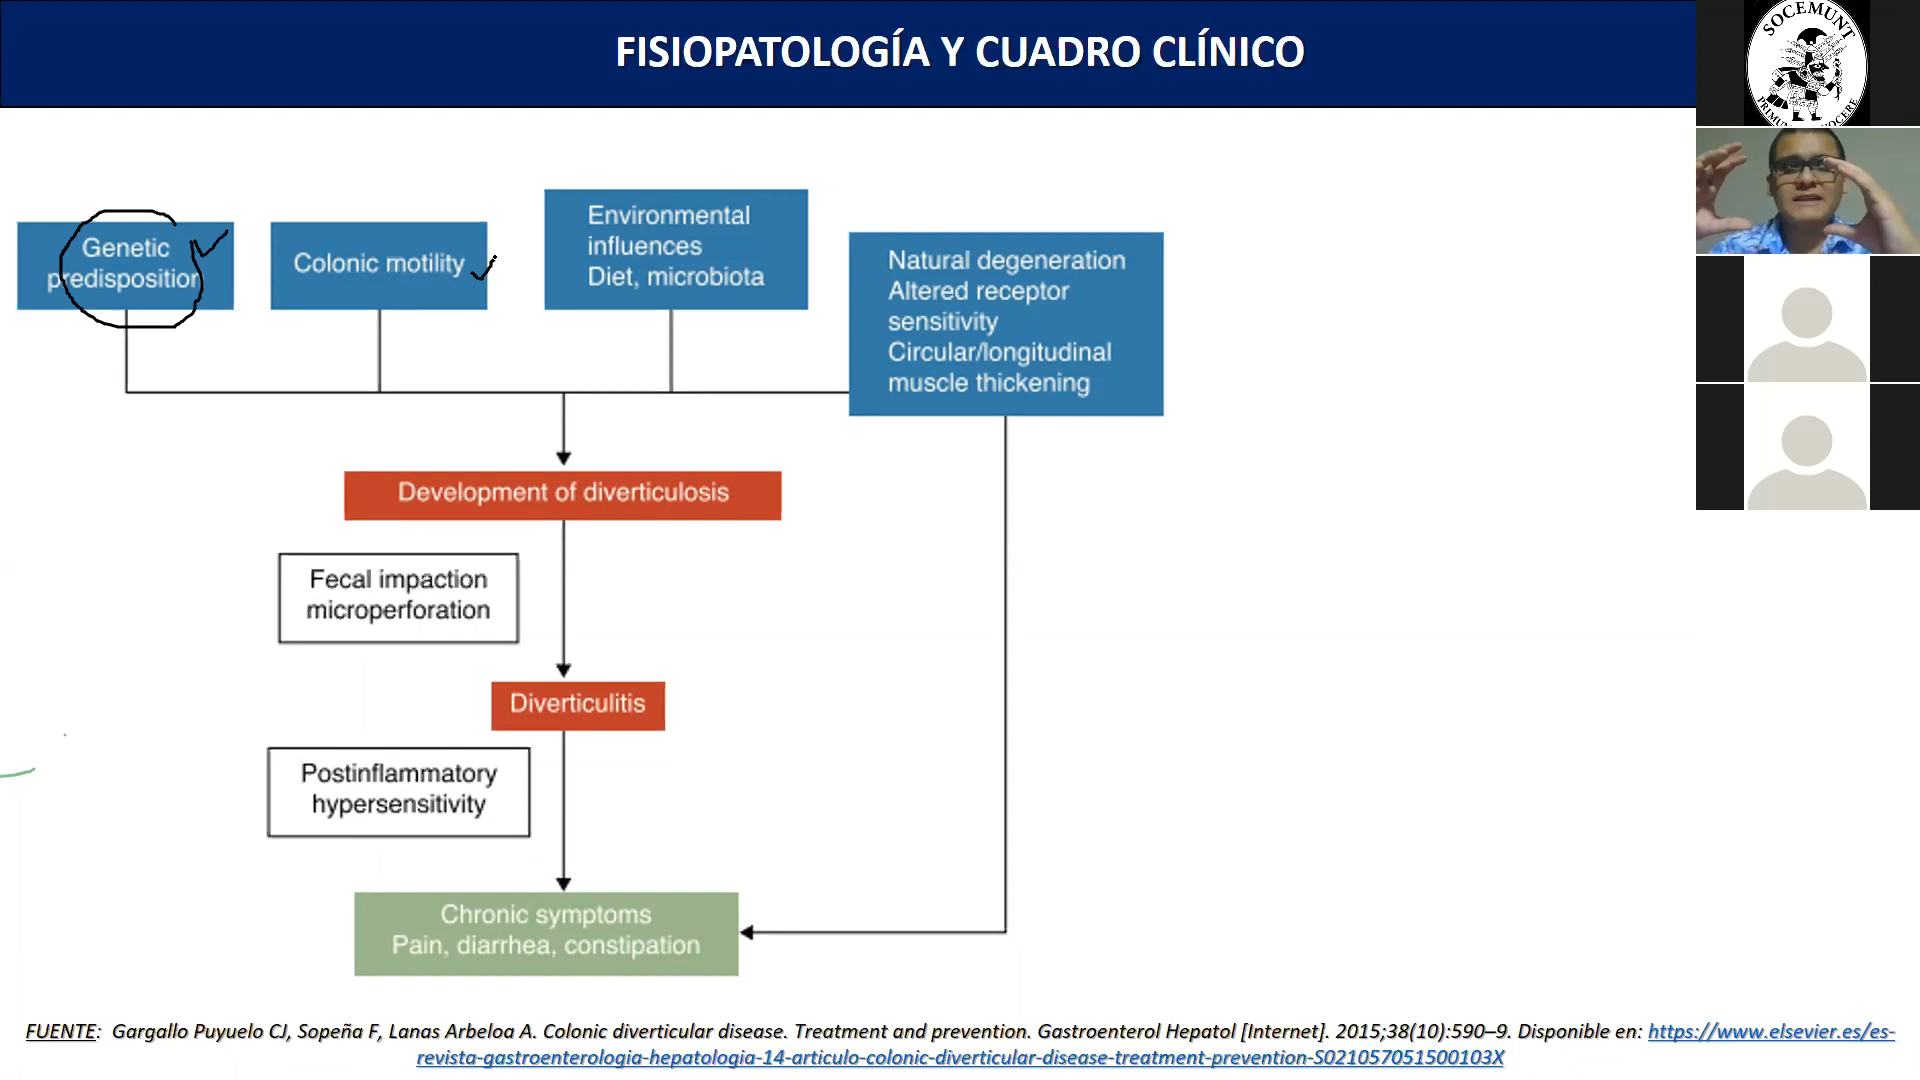 FISIOPATOLOGÍA Y CUADRO CLÍNICO
SOCEMUNT
Genetic
predisposition
Colonic motility
Environmental
influences
Diet, microbiota
Natural degeneration
Altered receptor
sensitivity
Circular/longitudinal
muscle thickening
Development of diverticulosis
Fecal impaction
microperforation
Diverticulitis
Postinflammatory
hypersensitivity
Chronic symptoms
Pain, diarrhea, constipation
FUENTE: Gargallo Puyuelo CJ, Sopeña F, Lanas Arbeloa A. Colonic diverticular disease. Treatment and prevention. Gastroenterol Hepatol [Internet]. 2015;38(10):590–9. Disponible en: https://www.elsevier.es/es-
revista-gastroenterologia-hepatologia-14-articulo-colonic-diverticular-disease-treatment-prevention-S021057051500103X